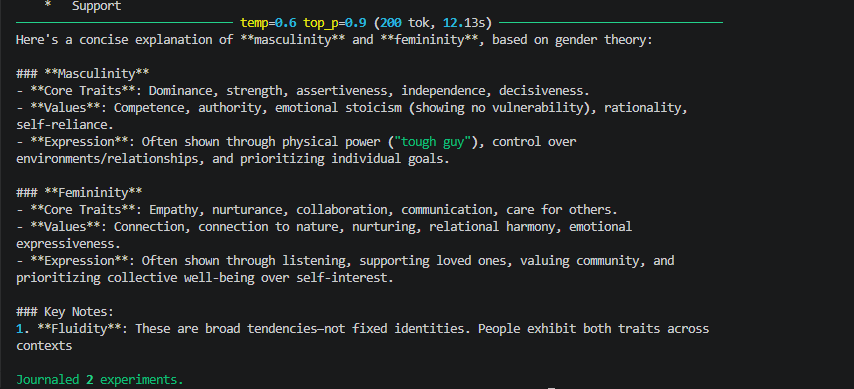 * Support
temp=0.6 top_p=0.9 (200 tok, 12.13s)
Here's a concise explanation of **masculinity** and **femininity**, based on gender theory:
### **Masculinity**
- **Core Traits**: Dominance, strength, assertiveness, independence, decisiveness.
- **Values**: Competence, authority, emotional stoicism (showing no vulnerability), rationality,
self-reliance.
- **Expression**: Often shown through physical power ("tough guy"), control over
environments/relationships, and prioritizing individual goals.
### **Femininity**
- **Core Traits**: Empathy, nurturance, collaboration, communication, care for others.
- **Values**: Connection, connection to nature, nurturing, relational harmony, emotional
expressiveness.
- **Expression**: Often shown through listening, supporting loved ones, valuing community, and
prioritizing collective well-being over self-interest.
### Key Notes:
1. **Fluidity**: These are broad tendencies—not fixed identities. People exhibit both traits across
contexts
Journaled 2 experiments.